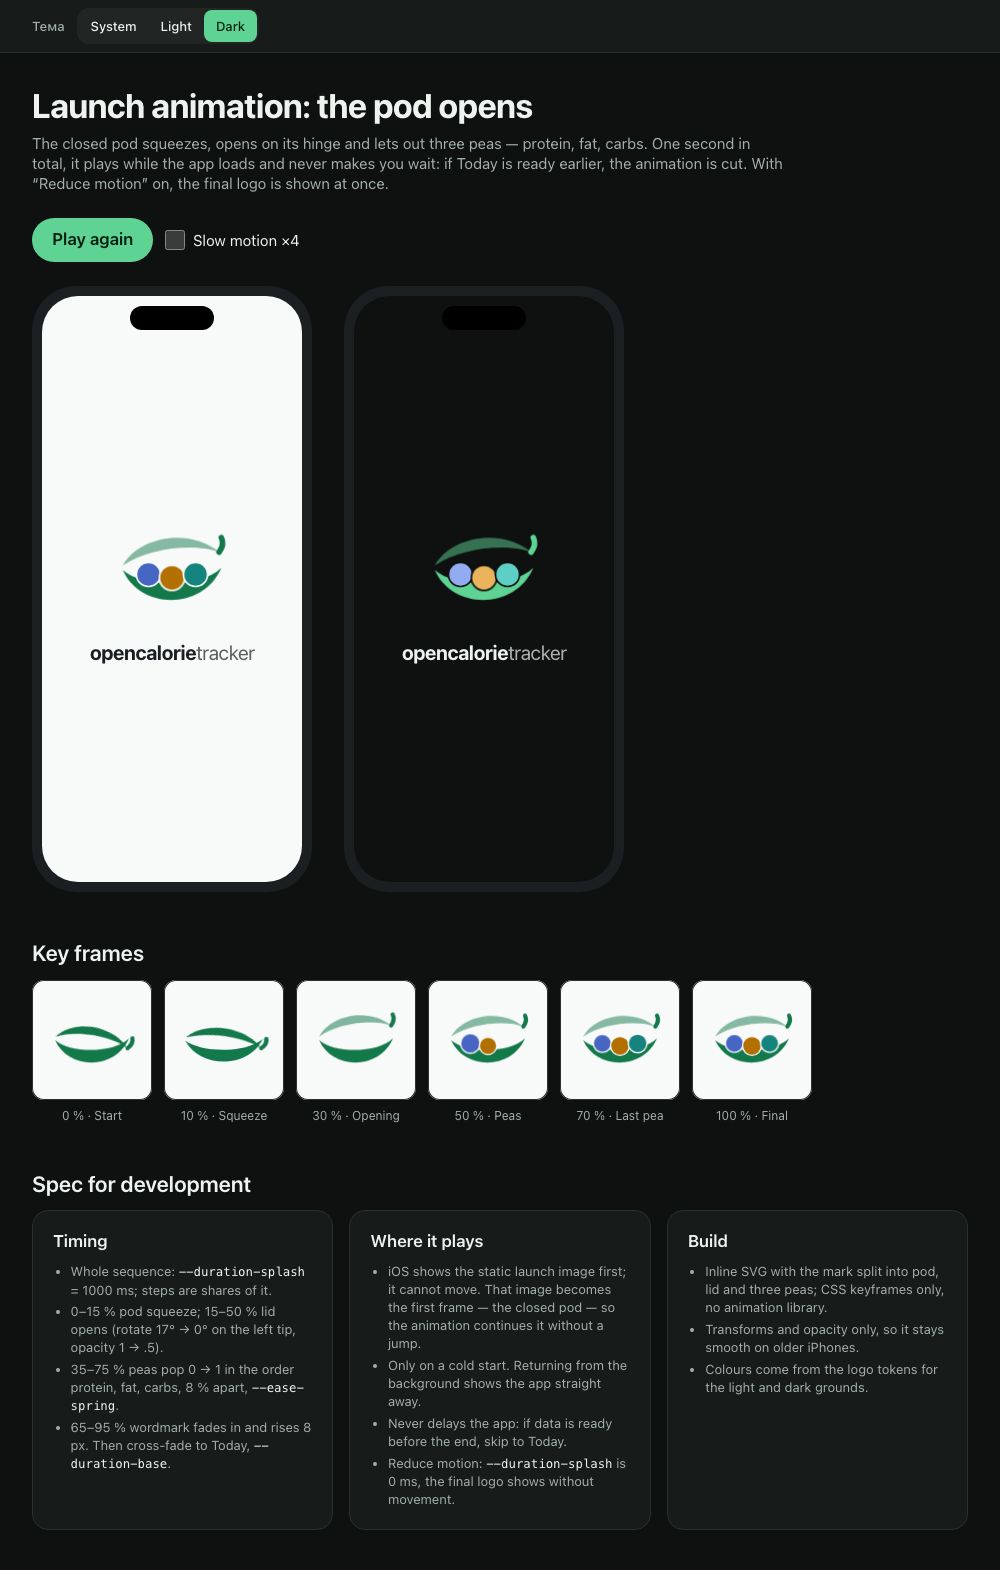 Тема System Light Dark
Launch animation: the pod opens
The closed pod squeezes, opens on its hinge and lets out three peas — protein, fat, carbs. One second in
total, it plays while the app loads and never makes you wait: if Today is ready earlier, the animation is cut. With
“Reduce motion” on, the final logo is shown at once.
Play again Slow motion ×4
opencalorietracker
opencalorietracker
Key frames
0 % · Start
10 % · Squeeze
30 % · Opening
50 % · Peas
70 % · Last pea
100 % · Final
Spec for development
Timing
Whole sequence: --duration-splash
= 1000 ms; steps are shares of it.
0–15 % pod squeeze; 15–50 % lid
opens (rotate 17° → 0° on the left tip,
opacity 1 → .5).
35–75 % peas pop 0 → 1 in the order
protein, fat, carbs, 8 % apart, --ease-
spring.
65–95 % wordmark fades in and rises 8
px. Then cross-fade to Today, --
duration-base.
Where it plays
iOS shows the static launch image first;
it cannot move. That image becomes
the first frame — the closed pod — so
the animation continues it without a
jump.
Only on a cold start. Returning from the
background shows the app straight
away.
Never delays the app: if data is ready
before the end, skip to Today.
Reduce motion: --duration-splash is
0 ms, the final logo shows without
movement.
Build
Inline SVG with the mark split into pod,
lid and three peas; CSS keyframes only,
no animation library.
Transforms and opacity only, so it stays
smooth on older iPhones.
Colours come from the logo tokens for
the light and dark grounds.